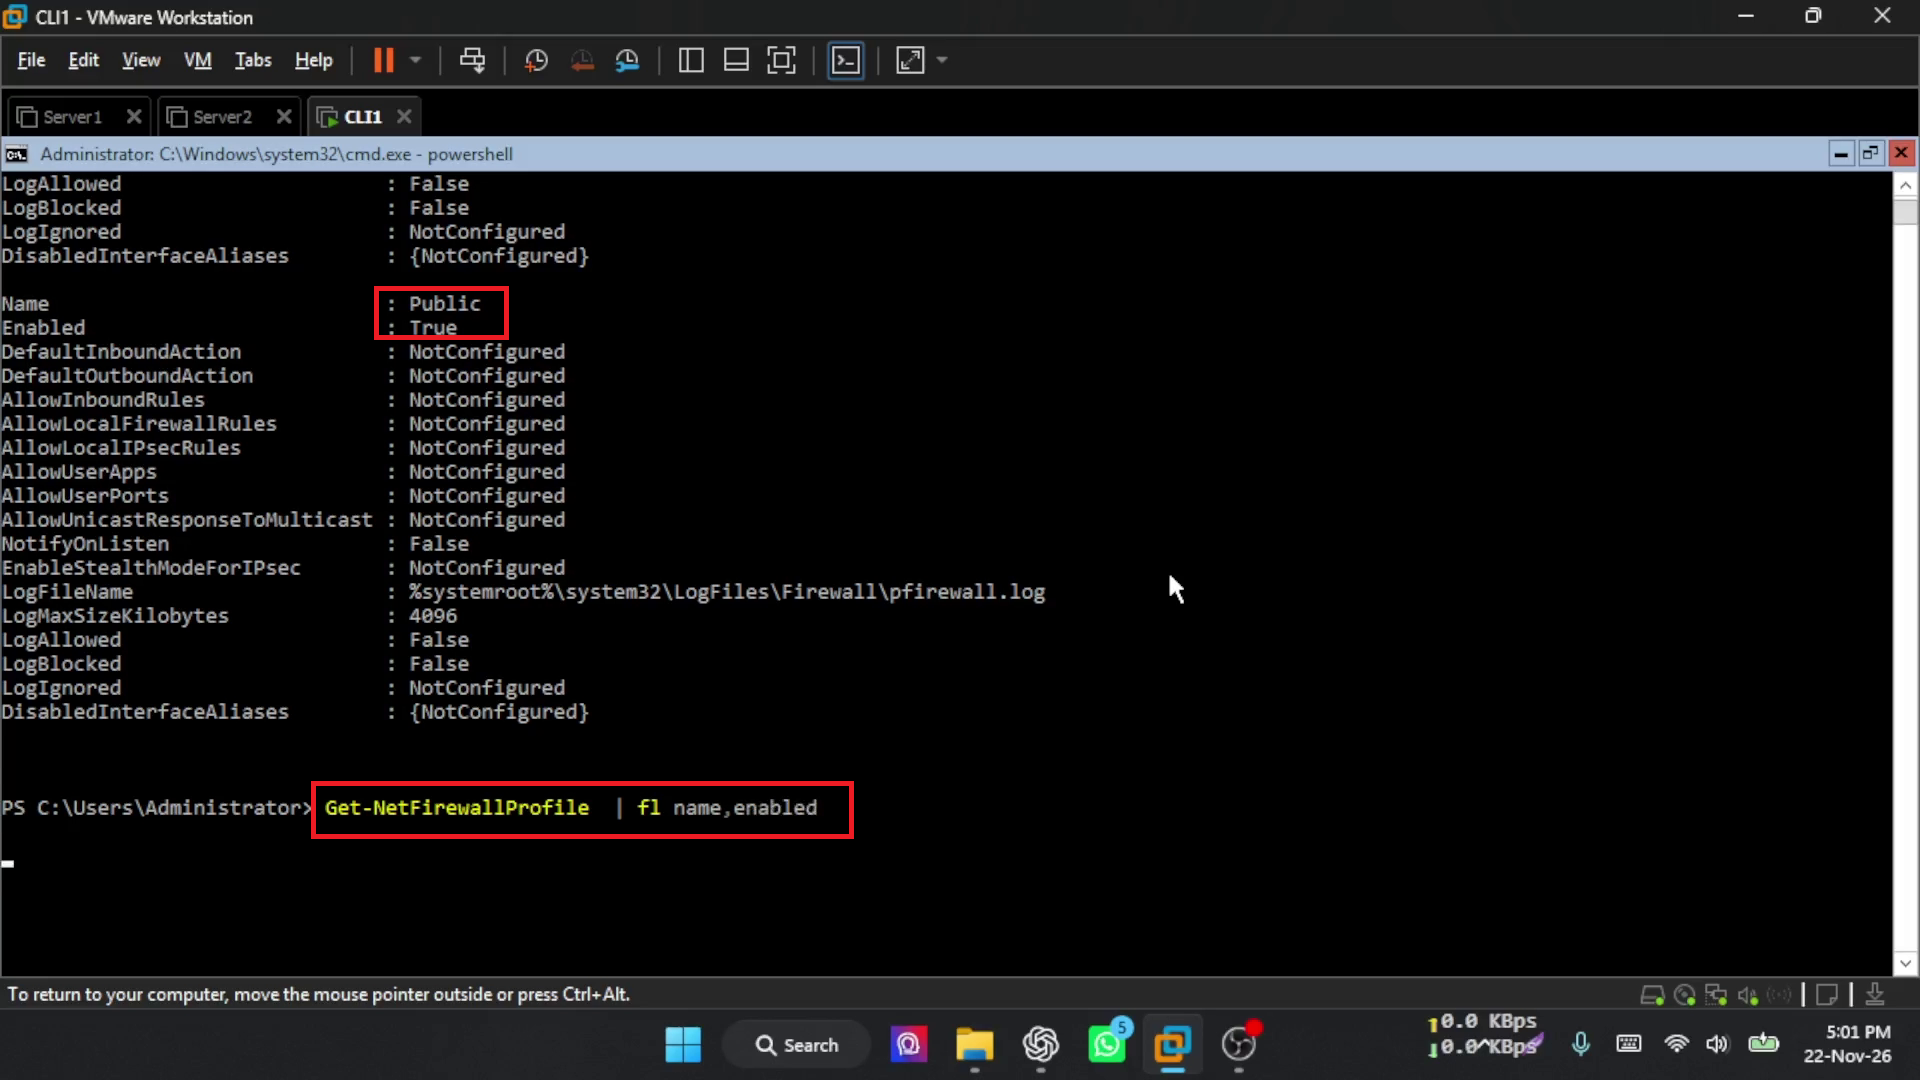 CLI1 - VMware Workstation
File Edit View VM Tabs Help
Server1 Server2 CLI1
Administrator: C:\Windows\system32\cmd.exe - powershell
LogAllowed : False
LogBlocked : False
LogIgnored : NotConfigured
DisabledInterfaceAliases : {NotConfigured}
Name : Public
Enabled : True
DefaultInboundAction : NotConfigured
DefaultOutboundAction : NotConfigured
AllowInboundRules : NotConfigured
AllowLocalFirewallRules : NotConfigured
AllowLocalIPsecRules : NotConfigured
AllowUserApps : NotConfigured
AllowUserPorts : NotConfigured
AllowUnicastResponseToMulticast : NotConfigured
NotifyOnListen : False
EnableStealthModeForIPsec : NotConfigured
LogFileName : %systemroot%\system32\LogFiles\Firewall\pfirewall.log
LogMaxSizeKilobytes : 4096
LogAllowed : False
LogBlocked : False
LogIgnored : NotConfigured
DisabledInterfaceAliases : {NotConfigured}
PS C:\Users\Administrator> Get-NetFirewallProfile | fl name,enabled
To return to your computer, move the mouse pointer outside or press Ctrl+Alt.
Search
5
0.0 KBps
0.0 KBps
5:01 PM
22-Nov-26